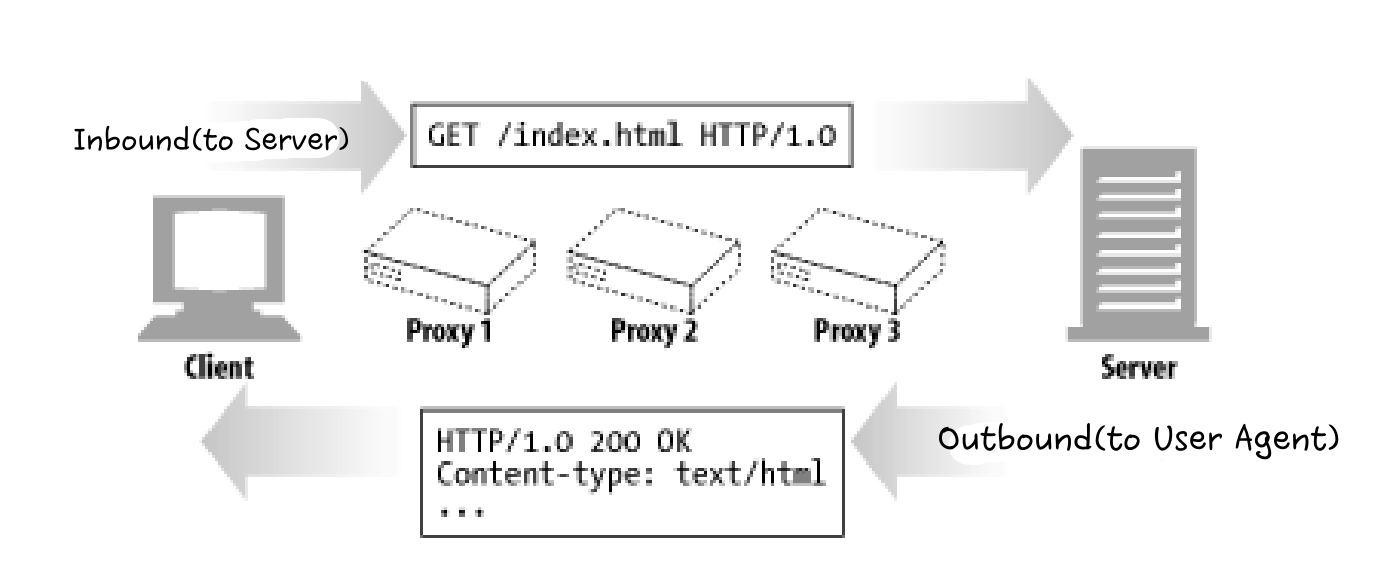 Inbound(to Server)
GET /index.html HTTP/1.0
Proxy 1
Proxy 2
Proxy 3
Client
Server
HTTP/1.0 200 OK
Content-type: text/html
...
Outbound(to User Agent)